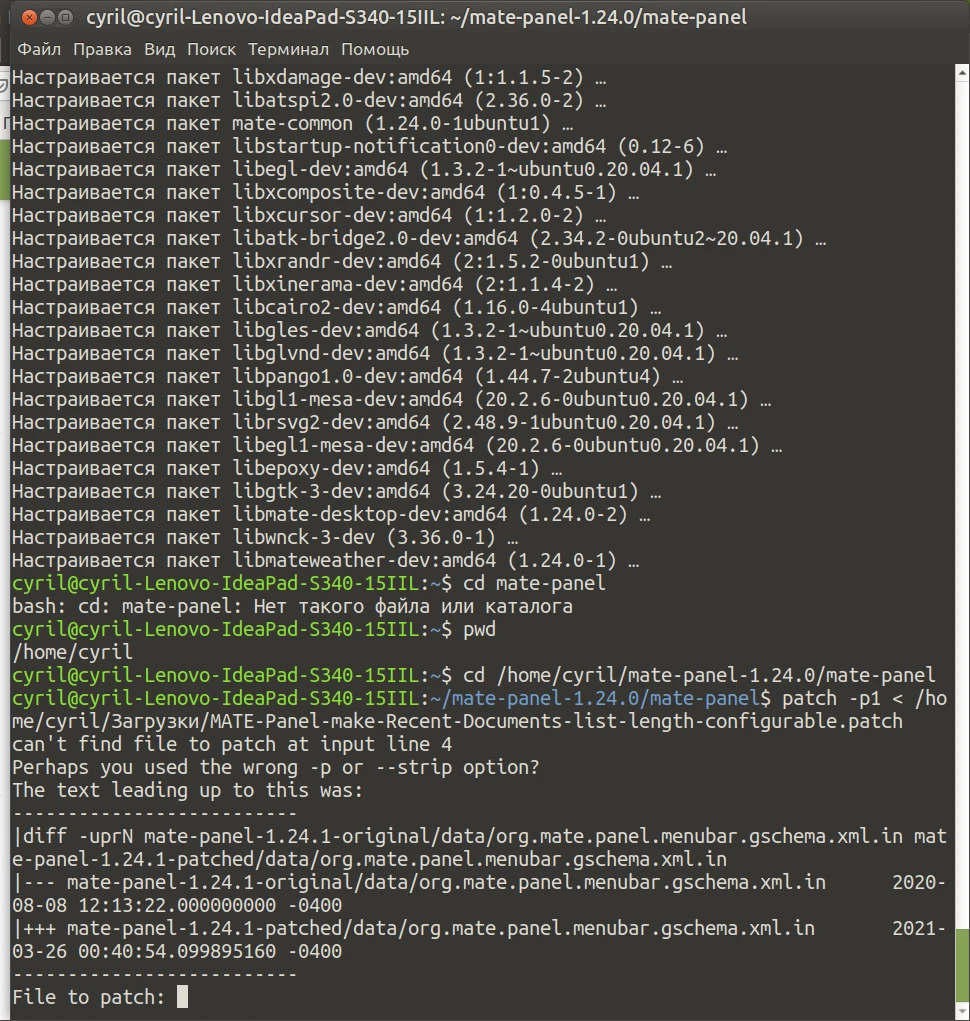 cyril@cyril-Lenovo-IdeaPad-S340-15IIL: ~/mate-panel-1.24.0/mate-panel
Файл Правка Вид Поиск Терминал Помощь
Настраивается пакет libxdamage-dev:amd64 (1:1.1.5-2) …
Настраивается пакет libatspi2.0-dev:amd64 (2.36.0-2) …
Настраивается пакет mate-common (1.24.0-1ubuntu1) …
Настраивается пакет libstartup-notification0-dev:amd64 (0.12-6) …
Настраивается пакет libegl-dev:amd64 (1.3.2-1~ubuntu0.20.04.1) …
Настраивается пакет libxcomposite-dev:amd64 (1:0.4.5-1) …
Настраивается пакет libxcursor-dev:amd64 (1:1.2.0-2) …
Настраивается пакет libatk-bridge2.0-dev:amd64 (2.34.2-0ubuntu2~20.04.1) …
Настраивается пакет libxrandr-dev:amd64 (2:1.5.2-0ubuntu1) …
Настраивается пакет libxinerama-dev:amd64 (2:1.1.4-2) …
Настраивается пакет libcairo2-dev:amd64 (1.16.0-4ubuntu1) …
Настраивается пакет libgles-dev:amd64 (1.3.2-1~ubuntu0.20.04.1) …
Настраивается пакет libglvnd-dev:amd64 (1.3.2-1~ubuntu0.20.04.1) …
Настраивается пакет libpango1.0-dev:amd64 (1.44.7-2ubuntu4) …
Настраивается пакет libgl1-mesa-dev:amd64 (20.2.6-0ubuntu0.20.04.1) …
Настраивается пакет librsvg2-dev:amd64 (2.48.9-1ubuntu0.20.04.1) …
Настраивается пакет libegl1-mesa-dev:amd64 (20.2.6-0ubuntu0.20.04.1) …
Настраивается пакет libepoxy-dev:amd64 (1.5.4-1) …
Настраивается пакет libgtk-3-dev:amd64 (3.24.20-0ubuntu1) …
Настраивается пакет libmate-desktop-dev:amd64 (1.24.0-2) …
Настраивается пакет libwnck-3-dev (3.36.0-1) …
Настраивается пакет libmateweather-dev:amd64 (1.24.0-1) …
cyril@cyril-Lenovo-IdeaPad-S340-15IIL:~$ cd mate-panel
bash: cd: mate-panel: Нет такого файла или каталога
cyril@cyril-Lenovo-IdeaPad-S340-15IIL:~$ pwd
/home/cyril
cyril@cyril-Lenovo-IdeaPad-S340-15IIL:~$ cd /home/cyril/mate-panel-1.24.0/mate-panel
cyril@cyril-Lenovo-IdeaPad-S340-15IIL:~/mate-panel-1.24.0/mate-panel$ patch -p1 < /ho
me/cyril/Загрузки/MATE-Panel-make-Recent-Documents-list-length-configurable.patch
can't find file to patch at input line 4
Perhaps you used the wrong -p or --strip option?
The text leading up to this was:
--------------------------
|diff -uprN mate-panel-1.24.1-original/data/org.mate.panel.menubar.gschema.xml.in mat
e-panel-1.24.1-patched/data/org.mate.panel.menubar.gschema.xml.in
|--- mate-panel-1.24.1-original/data/org.mate.panel.menubar.gschema.xml.in 2020-
08-08 12:13:22.000000000 -0400
|+++ mate-panel-1.24.1-patched/data/org.mate.panel.menubar.gschema.xml.in 2021-
03-26 00:40:54.099895160 -0400
--------------------------
File to patch: